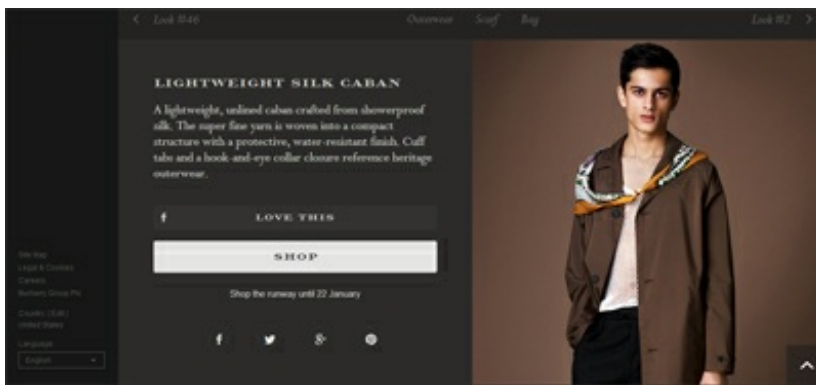 Look #46
Outerwear Scarf Bag
Look #2
LIGHTWEIGHT SILK CABAN
A lightweight, unlined caban crafted from showerproof
silk. The super fine yarn is woven into a compact
structure with a protective, water-resistant finish. Cuff
tabs and a hook-and-eye collar closure reference heritage
outerwear.
f LOVE THIS
SHOP
Shop the runway until 22 January
Site Map
Legal & Cookies
Careers
Burberry Group Plc
Country [Edit]
United States
Language
English